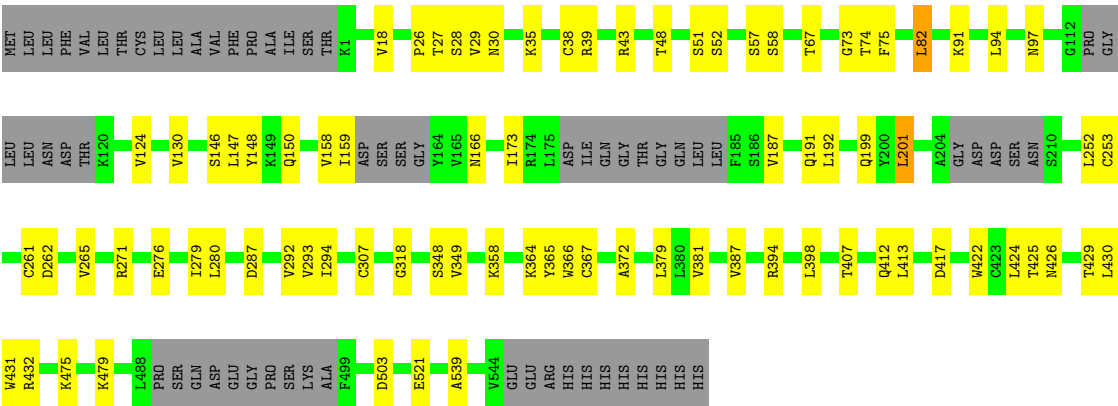 MET LEU LEU LEU PHE VAL LEU THR CYS LEU LEU ALA VAL PHE PRO ALA ILE SER THR K1 V18 P26 T27 S28 V29 N30 K35 C38 R39 R43 T48 S51 S52 S57 S58 T67 G73 T74 F75 L82 K91 L94 N97 G112 PRO GLY
LEU LEU ASN ASP THR K120 V124 V130 S146 L147 Y148 K149 Q150 V158 I159 ASP SER SER GLY Y164 V165 N166 I173 R174 L175 ASP ILE GLN GLY THR GLY GLN LEU LEU F185 S186 V187 Q191 L192 Q199 Y200 L201 A204 GLY ASP ASP SER ASN S210 L252 C253
C261 D262 V265 R271 E276 I279 L280 D287 V292 V293 I294 C307 G318 S348 V349 K358 K364 Y365 W366 C367 A372 L379 L380 V381 V387 R394 L398 T407 Q412 L413 D417 W422 C423 L424 T425 N426 T429 L430
W431 R432 K475 K479 L488 PRO SER GLN ASP GLU GLY PRO SER LYS ALA F499 D503 E521 A539 V544 GLU GLU ARG HIS HIS HIS HIS HIS HIS HIS HIS